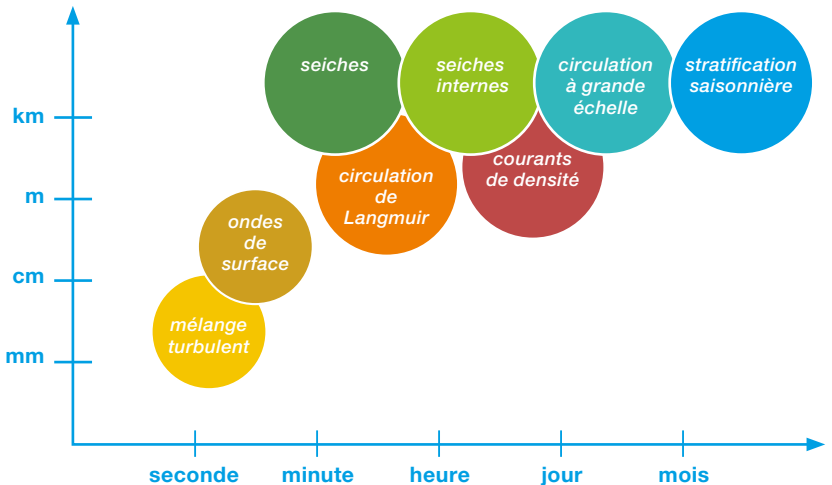 seiches
seiches
internes
circulation
à grande
échelle
stratification
saisonnière
km
circulation
de
Langmuir
courants
de densité
m
ondes
de
surface
cm
mélange
turbulent
mm
seconde
minute
heure
jour
mois